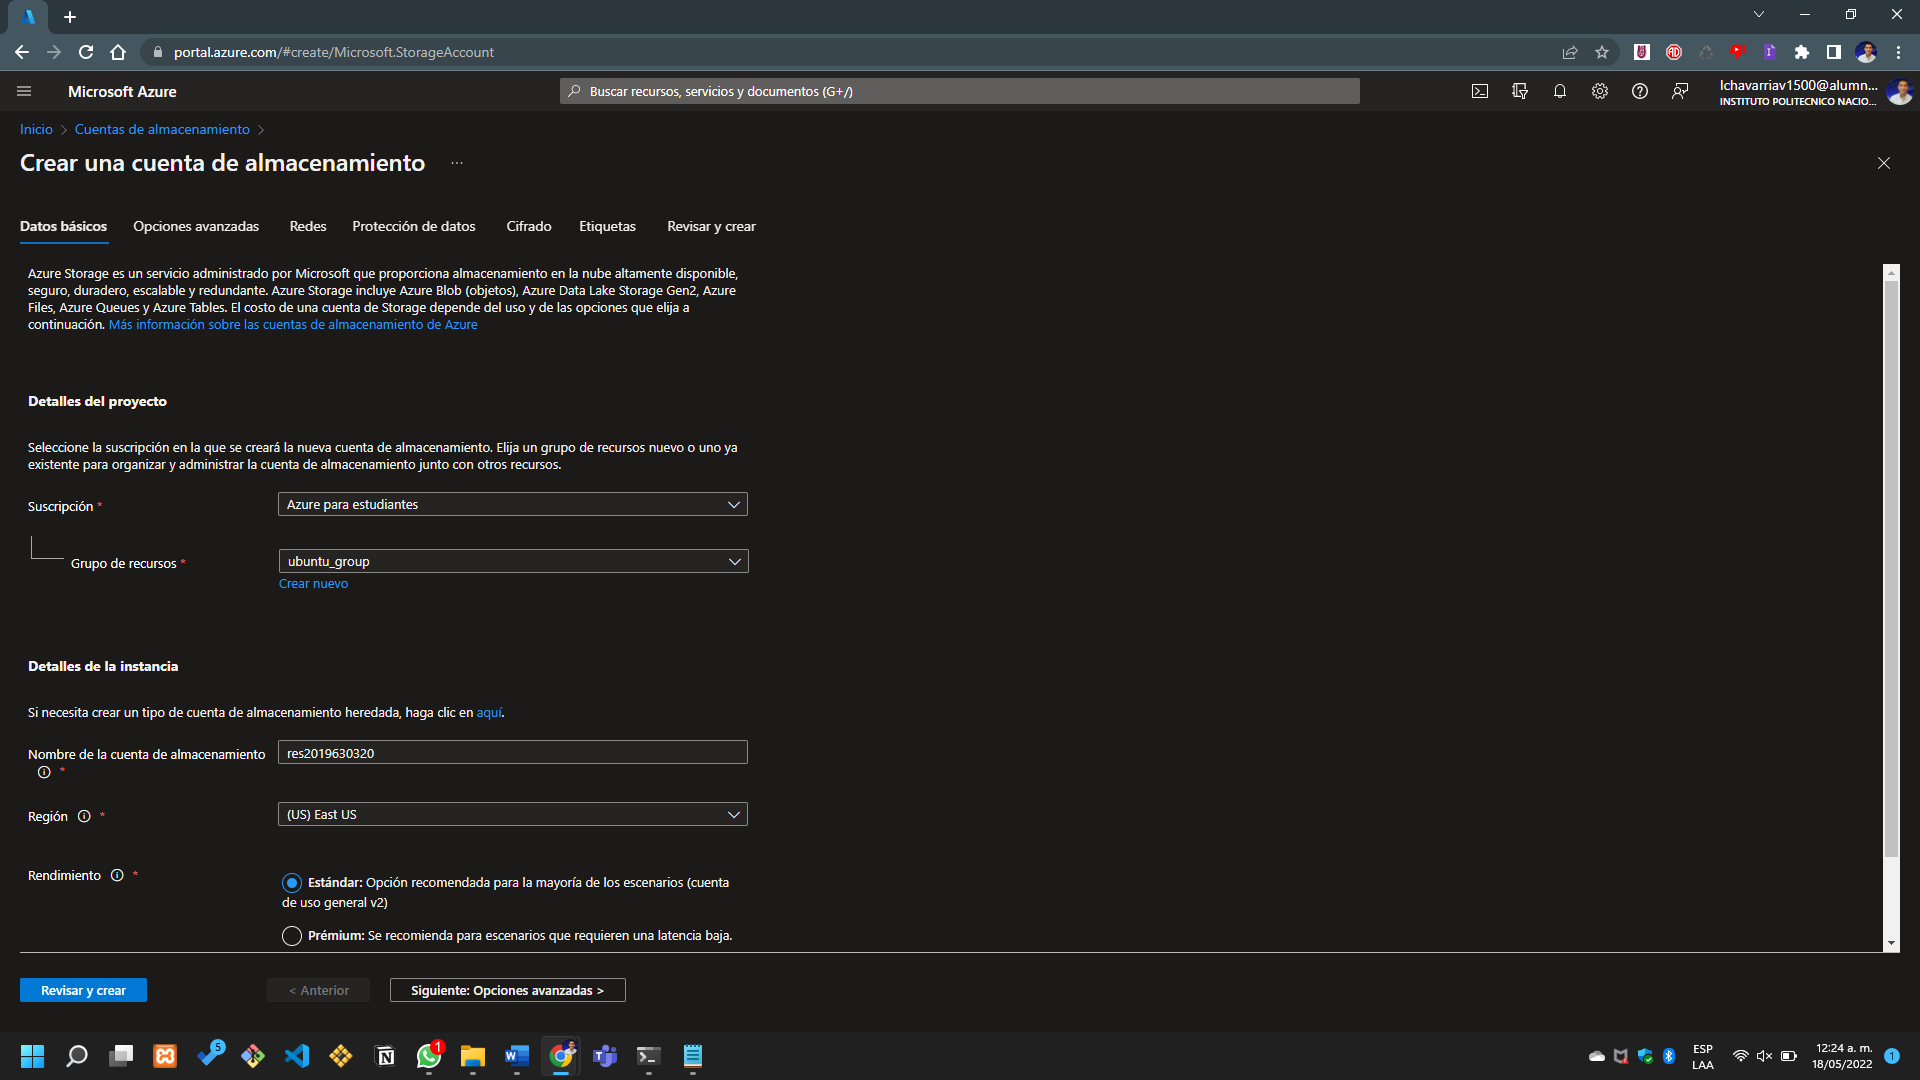 portal.azure.com/#create/Microsoft.StorageAccount
Microsoft Azure
Buscar recursos, servicios y documentos (G+/)
lchavarriav1500@alumn...
INSTITUTO POLITECNICO NACIO...
Inicio > Cuentas de almacenamiento >
Crear una cuenta de almacenamiento ...
Datos básicos Opciones avanzadas Redes Protección de datos Cifrado Etiquetas Revisar y crear
Azure Storage es un servicio administrado por Microsoft que proporciona almacenamiento en la nube altamente disponible,
seguro, duradero, escalable y redundante. Azure Storage incluye Azure Blob (objetos), Azure Data Lake Storage Gen2, Azure
Files, Azure Queues y Azure Tables. El costo de una cuenta de Storage depende del uso y de las opciones que elija a
continuación. Más información sobre las cuentas de almacenamiento de Azure
Detalles del proyecto
Seleccione la suscripción en la que se creará la nueva cuenta de almacenamiento. Elija un grupo de recursos nuevo o uno ya
existente para organizar y administrar la cuenta de almacenamiento junto con otros recursos.
Suscripción *
Azure para estudiantes
Grupo de recursos *
ubuntu_group
Crear nuevo
Detalles de la instancia
Si necesita crear un tipo de cuenta de almacenamiento heredada, haga clic en aquí.
Nombre de la cuenta de almacenamiento *
res2019630320
Región *
(US) East US
Rendimiento *
Estándar: Opción recomendada para la mayoría de los escenarios (cuenta
de uso general v2)
Prémium: Se recomienda para escenarios que requieren una latencia baja.
Revisar y crear
< Anterior
Siguiente: Opciones avanzadas >
5
1
ESP
LAA
12:24 a. m.
18/05/2022
1